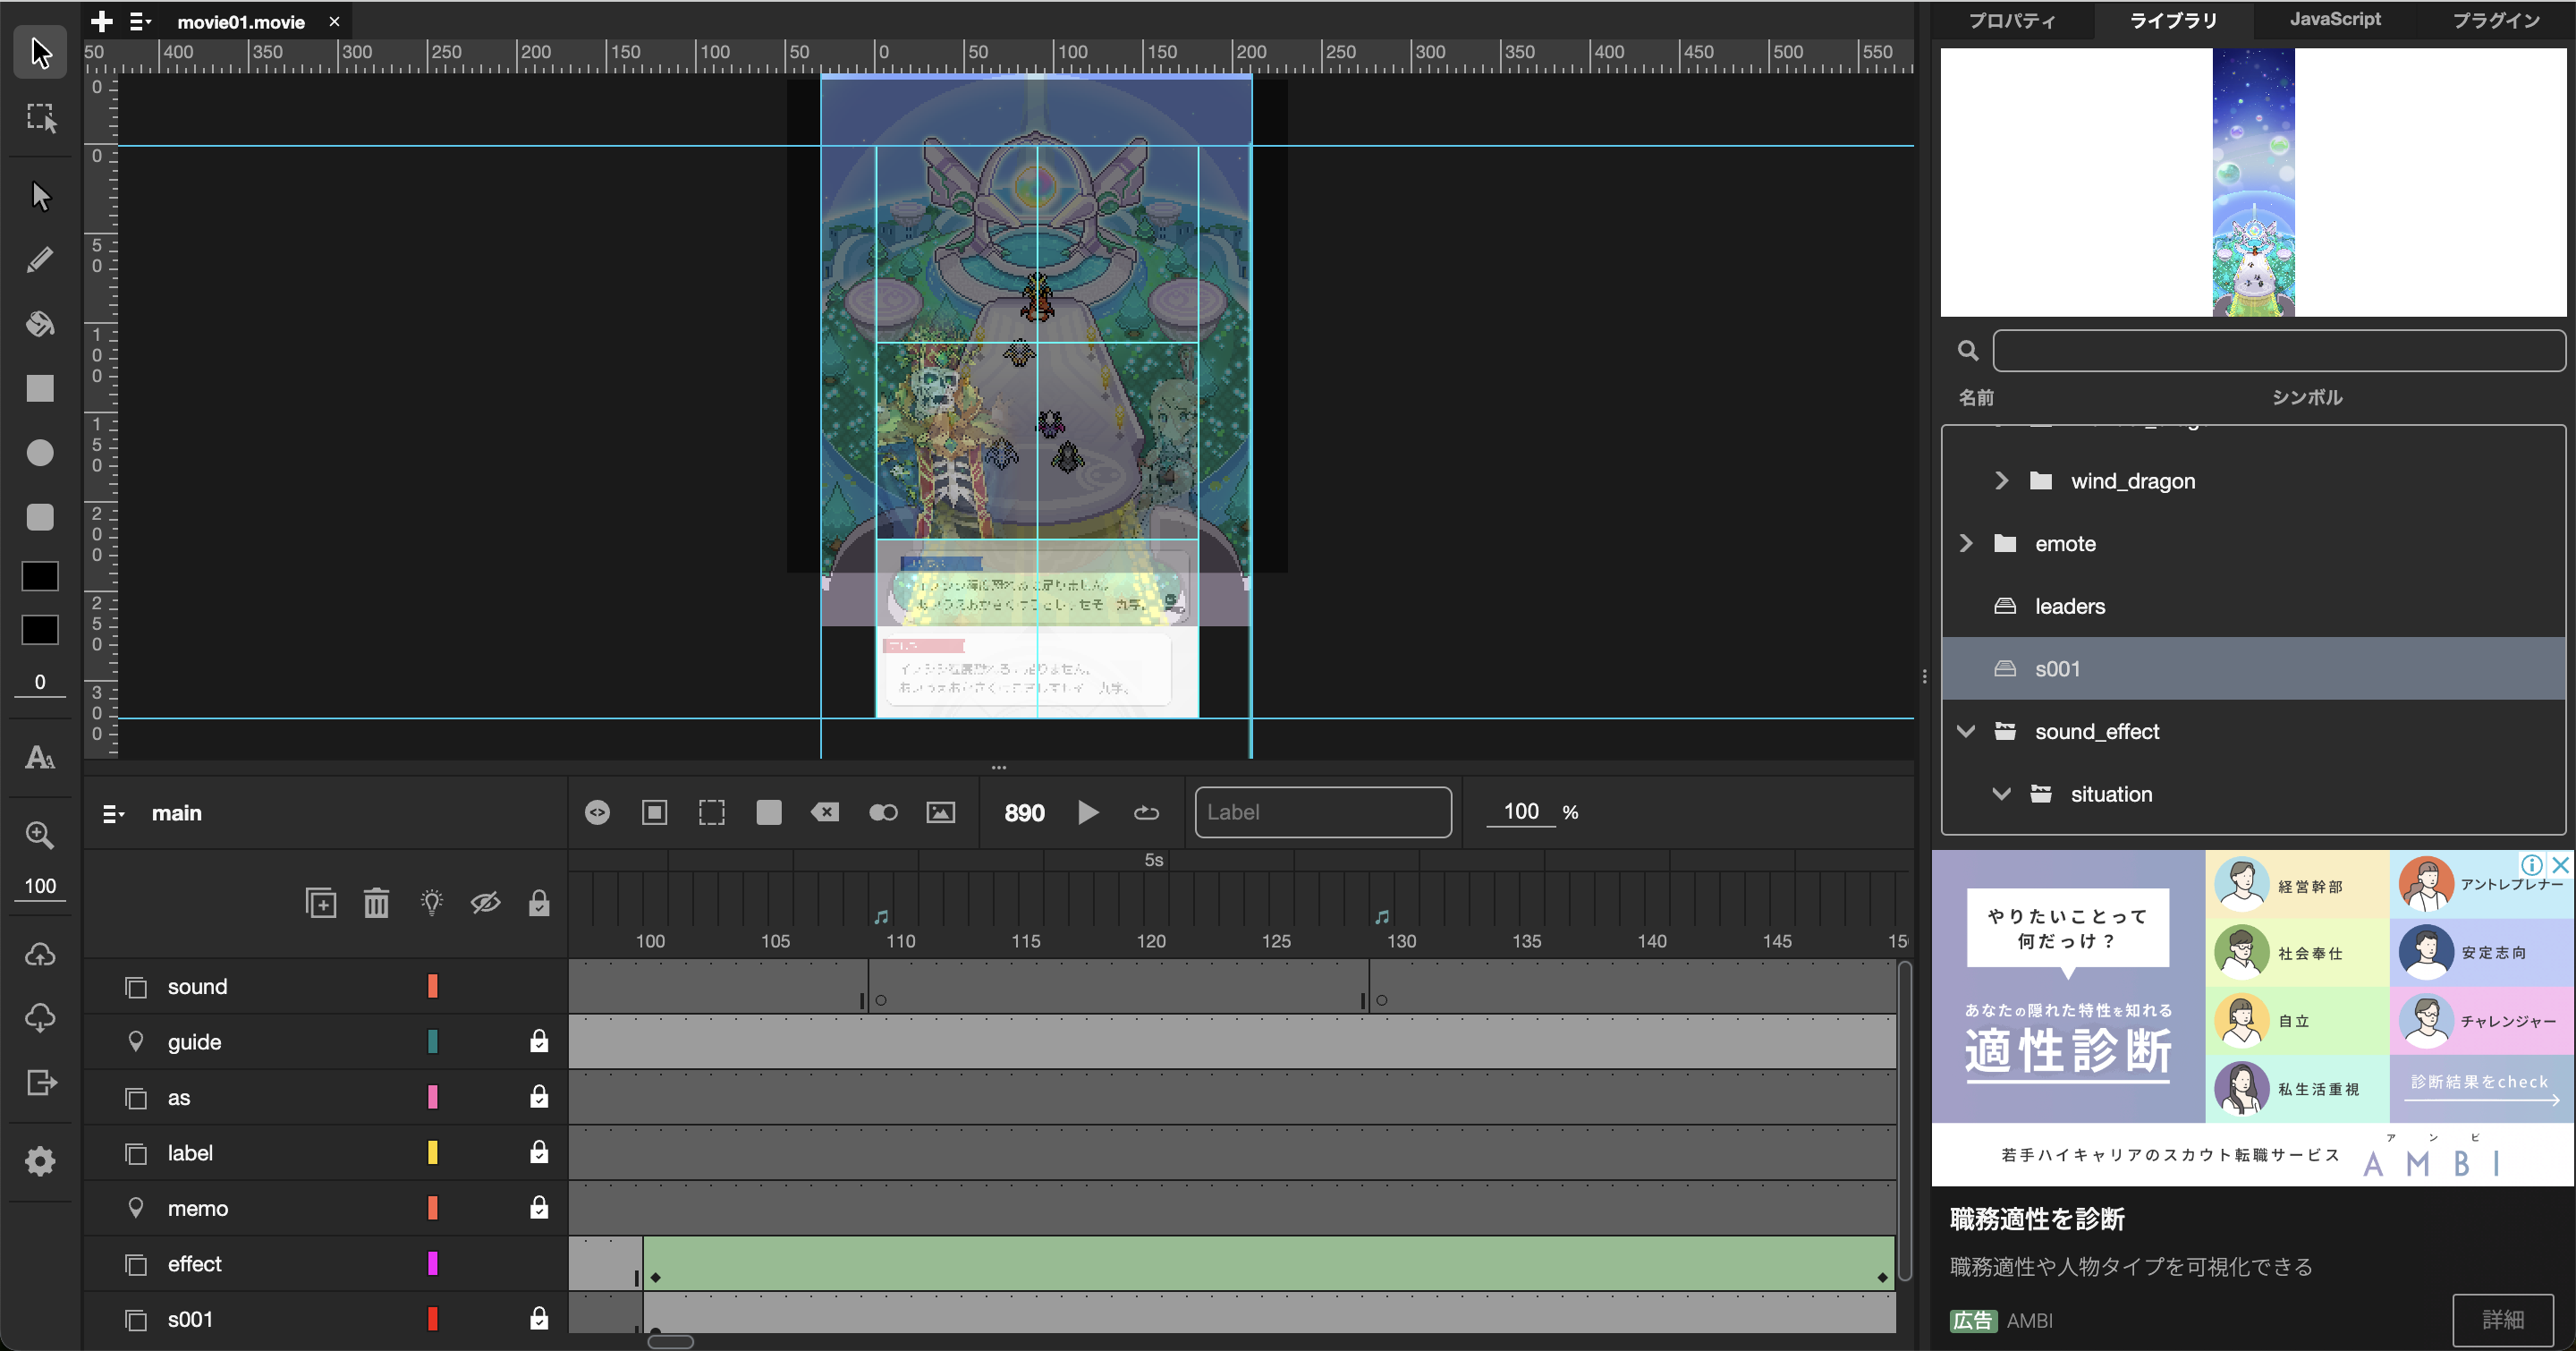 movie01.movie
50 400 350 300 250 200 150 100 50 0 50 100 150 200 250 300 350 400 450 500 550
0
0
50
100
150
200
250
300
0
100
main
890
Label
100 %
5s
100 105 110 115 120 125 130 135 140 145 150
sound
guide
as
label
memo
effect
s001
プロパティ ライブラリ JavaScript プラグイン
名前 シンボル
wind_dragon
emote
leaders
s001
sound_effect
situation
やりたいことって
何だっけ？
あなたの隠れた特性を知れる
適性診断
経営幹部
アントレプレナー
社会奉仕
安定志向
自立
チャレンジャー
私生活重視
診断結果をcheck
若手ハイキャリアのスカウト転職サービス
アンビ
AMBI
職務適性を診断
職務適性や人物タイプを可視化できる
広告 AMBI
詳細